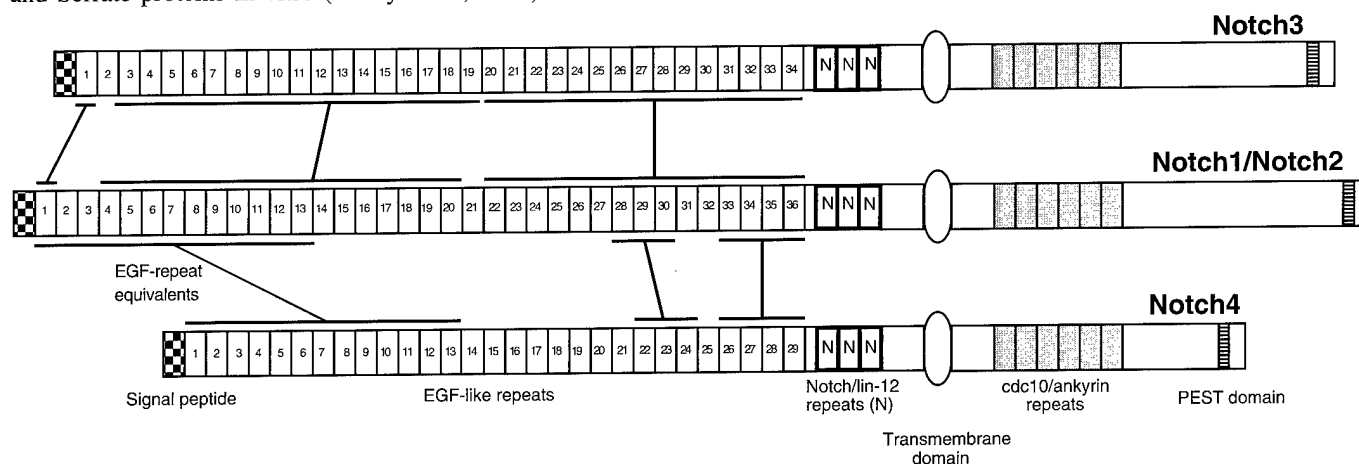 and Serrate proteins in vitro
Notch3
1 2 3 4 5 6 7 8 9 10 11 12 13 14 15 16 17 18 19 20 21 22 23 24 25 26 27 28 29 30 31 32 33 34 N N N
Notch1/Notch2
1 2 3 4 5 6 7 8 9 10 11 12 13 14 15 16 17 18 19 20 21 22 23 24 25 26 27 28 29 30 31 32 33 34 35 36 N N N
EGF-repeat
equivalents
Notch4
1 2 3 4 5 6 7 8 9 10 11 12 13 14 15 16 17 18 19 20 21 22 23 24 25 26 27 28 29 N N N
Signal peptide
EGF-like repeats
Notch/lin-12
repeats (N)
Transmembrane
domain
cdc10/ankyrin
repeats
PEST domain